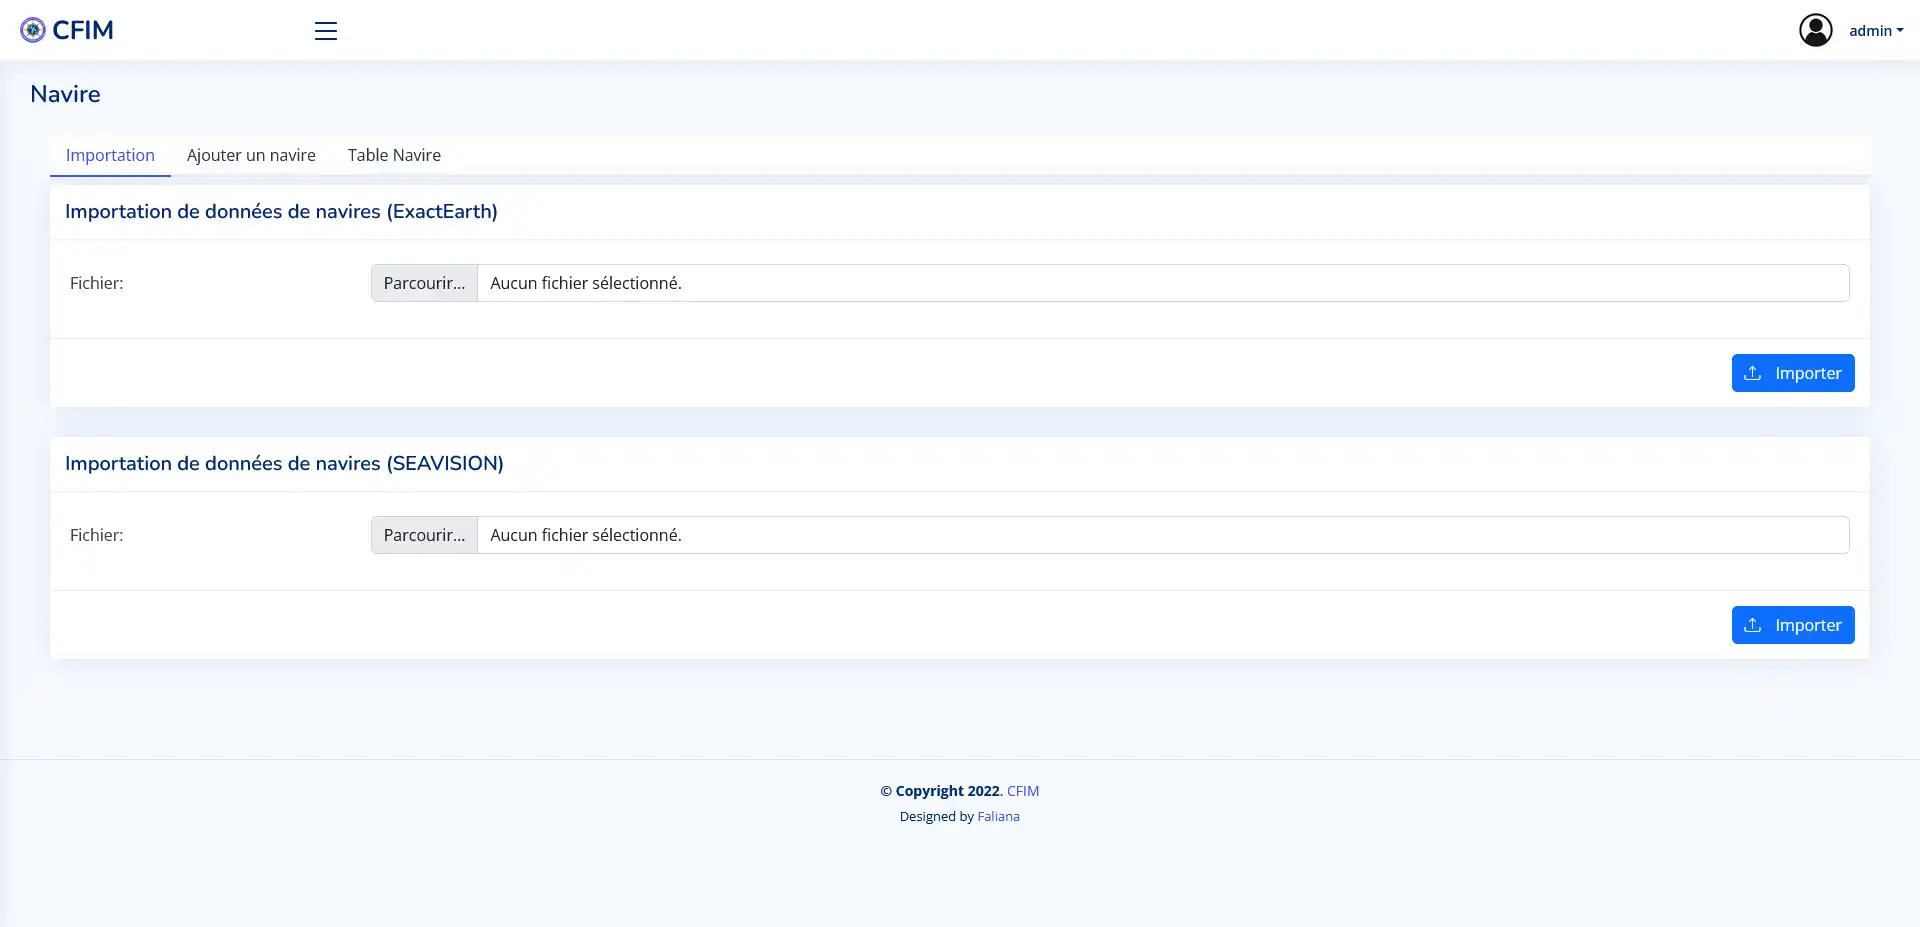 CFIM
admin
Navire
Importation Ajouter un navire Table Navire
Importation de données de navires (ExactEarth)
Fichier: Parcourir... Aucun fichier sélectionné.
Importer
Importation de données de navires (SEAVISION)
Fichier: Parcourir... Aucun fichier sélectionné.
Importer
© Copyright 2022. CFIM
Designed by Faliana